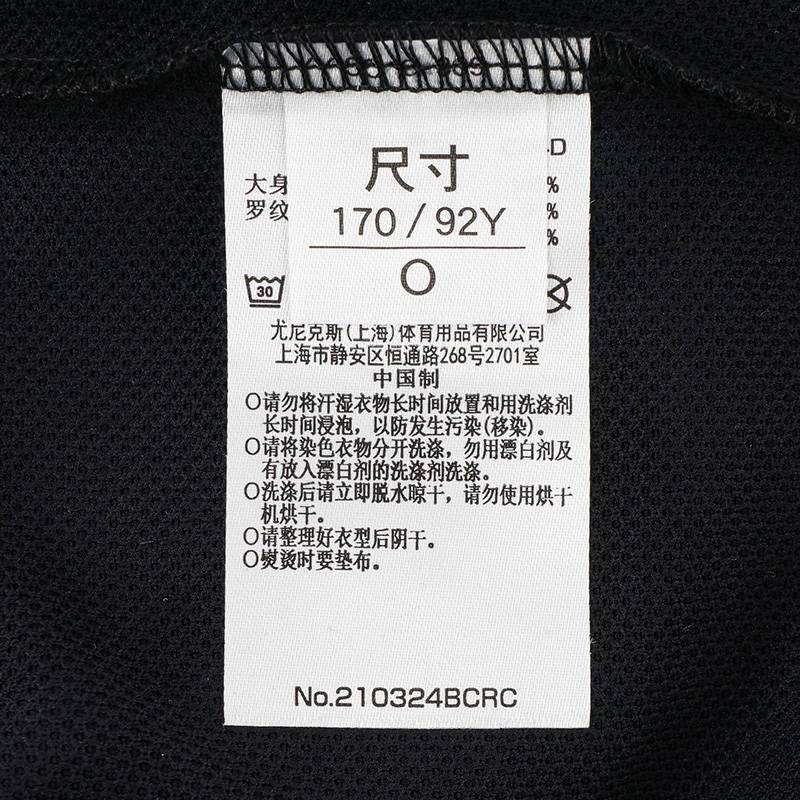 尺寸
170 / 92Y
O
D
大身 %
罗纹 %
%
30
尤尼克斯(上海)体育用品有限公司
上海市静安区恒通路268号2701室
中国制
○请勿将汗湿衣物长时间放置和用洗涤剂
长时间浸泡，以防发生污染(移染)。
○请将染色衣物分开洗涤，勿用漂白剂及
有放入漂白剂的洗涤剂洗涤。
○洗涤后请立即脱水晾干，请勿使用烘干
机烘干。
○请整理好衣型后阴干。
○熨烫时要垫布。
No.210324BCRC